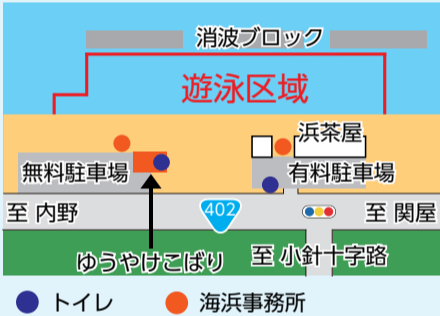 消波ブロック
遊泳区域
浜茶屋
無料駐車場
有料駐車場
至 内野
402
至 関屋
ゆうやけこばり
至 小針十字路
トイレ
海浜事務所